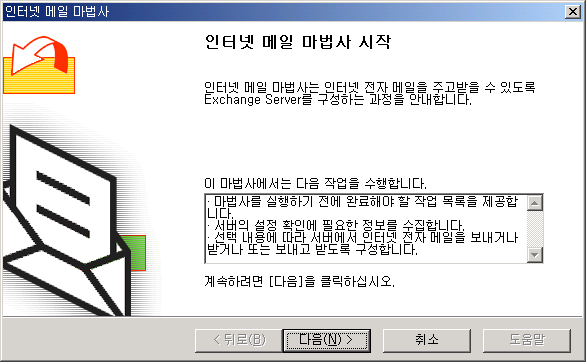 인터넷 메일 마법사
인터넷 메일 마법사 시작
인터넷 메일 마법사는 인터넷 전자 메일을 주고받을 수 있도록
Exchange Server를 구성하는 과정을 안내합니다.
이 마법사에서는 다음 작업을 수행합니다.
· 마법사를 실행하기 전에 완료해야 할 작업 목록을 제공합
니다.
· 서버의 설정 확인에 필요한 정보를 수집합니다.
· 선택 내용에 따라 서버에서 인터넷 전자 메일을 보내거나
받거나 또는 보내고 받도록 구성합니다.
계속하려면 [다음]을 클릭하십시오.
< 뒤로(B)
다음(N) >
취소
도움말